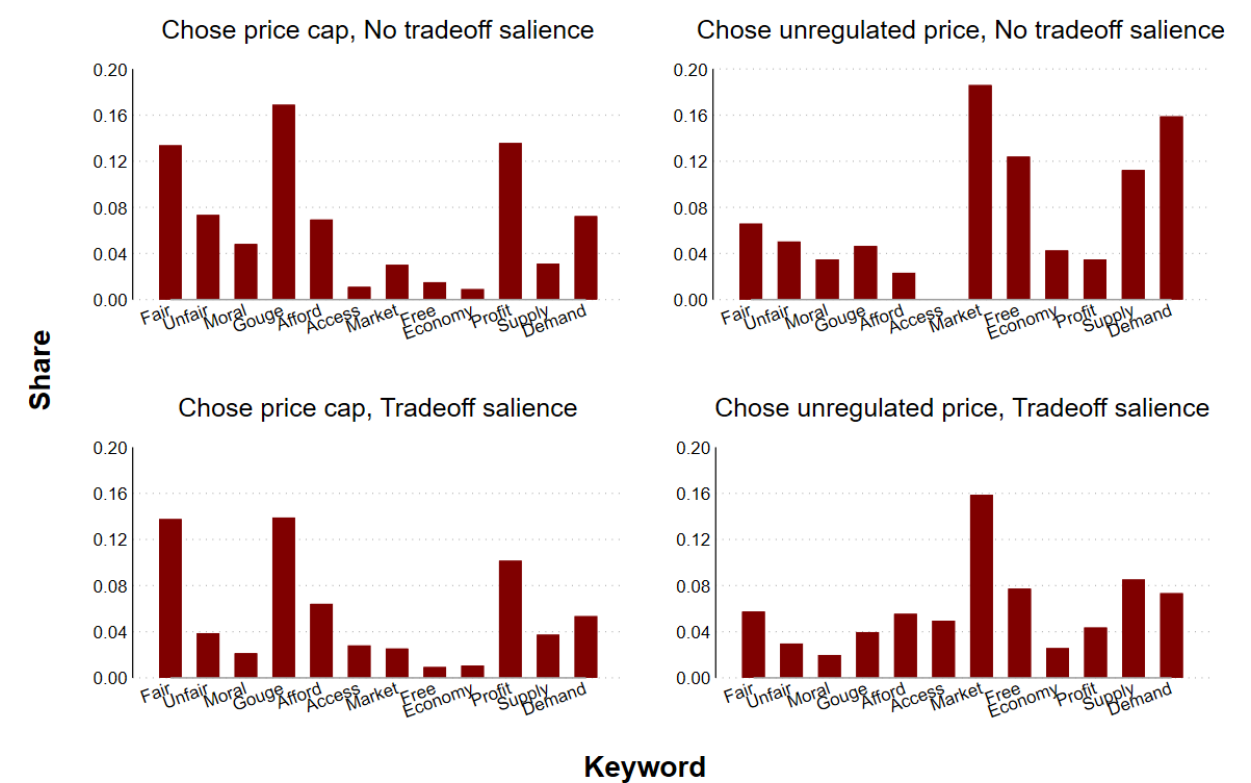 Chose price cap, No tradeoff salience
0.20
0.16
0.12
0.08
0.04
0.00
Fair Unfair Moral Gouge Afford Access Market Free Economy Profit Supply Demand
Chose unregulated price, No tradeoff salience
0.20
0.16
0.12
0.08
0.04
0.00
Fair Unfair Moral Gouge Afford Access Market Free Economy Profit Supply Demand
Share
Chose price cap, Tradeoff salience
0.20
0.16
0.12
0.08
0.04
0.00
Fair Unfair Moral Gouge Afford Access Market Free Economy Profit Supply Demand
Chose unregulated price, Tradeoff salience
0.20
0.16
0.12
0.08
0.04
0.00
Fair Unfair Moral Gouge Afford Access Market Free Economy Profit Supply Demand
Keyword